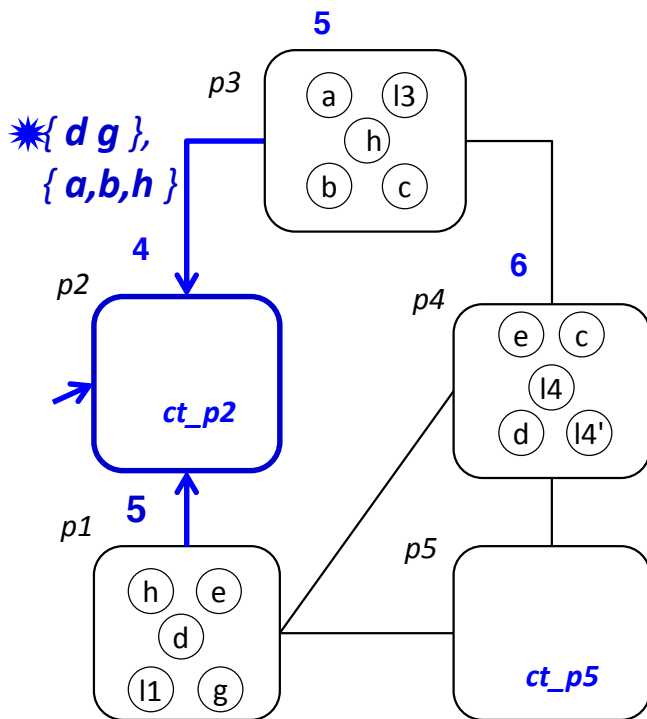 5
p3
a l3
h
b c
{ d g },
{ a,b,h }
4
6
p2
p4
e c
l4
d l4'
ct_p2
5
p1
p5
h e
d
l1 g
ct_p5